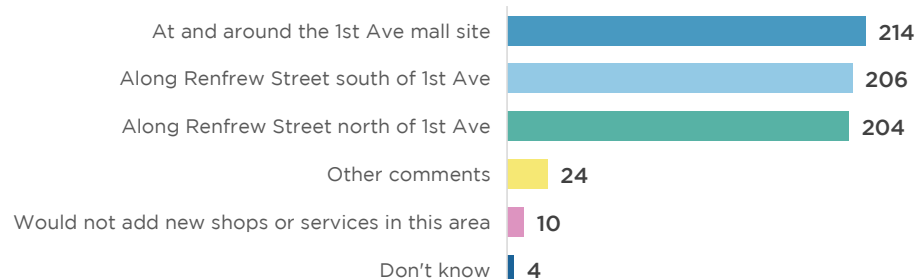 At and around the 1st Ave mall site 214
Along Renfrew Street south of 1st Ave 206
Along Renfrew Street north of 1st Ave 204
Other comments 24
Would not add new shops or services in this area 10
Don't know 4